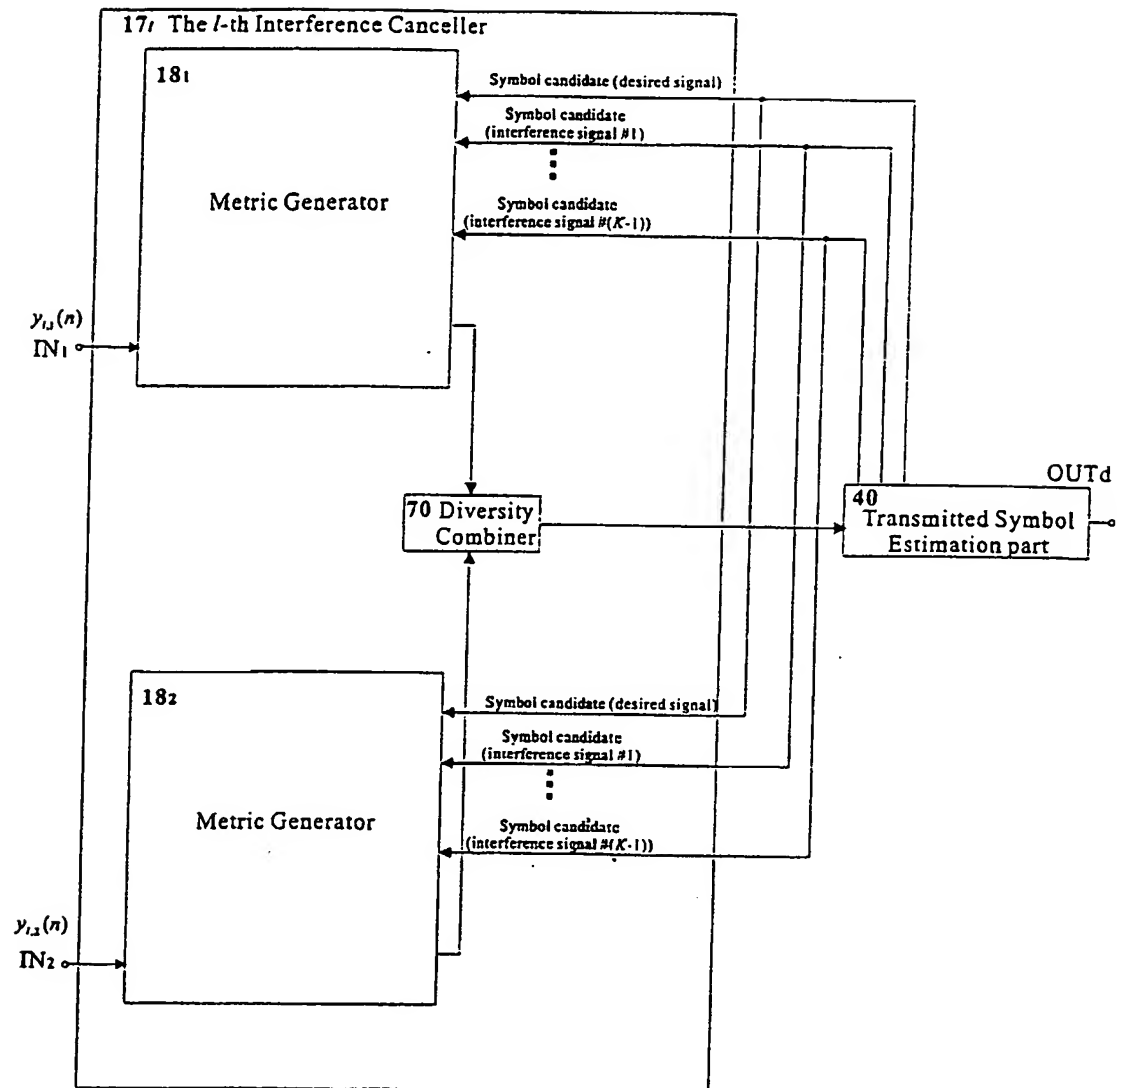 17l The l-th Interference Canceller
181
Metric Generator
Symbol candidate (desired signal)
Symbol candidate
(interference signal #1)
Symbol candidate
(interference signal #(K-1))
yl,1(n)
IN1
70 Diversity
Combiner
OUTd
40
Transmitted Symbol
Estimation part
182
Metric Generator
Symbol candidate (desired signal)
Symbol candidate
(interference signal #1)
Symbol candidate
(interference signal #(K-1))
yl,2(n)
IN2